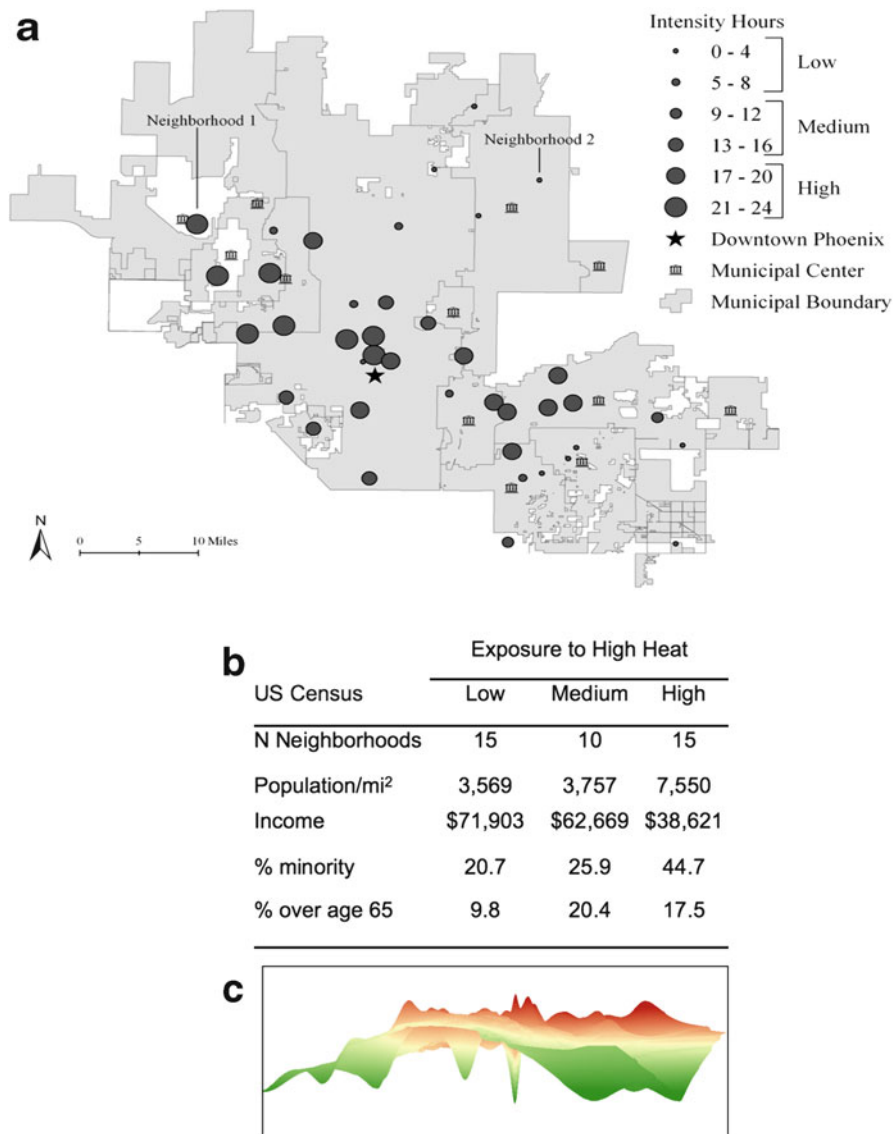 a
Neighborhood 1
Neighborhood 2
Intensity Hours
0 - 4
5 - 8
Low
9 - 12
13 - 16
Medium
17 - 20
21 - 24
High
Downtown Phoenix
Municipal Center
Municipal Boundary
N
0 5 10 Miles
b
Exposure to High Heat
US Census Low Medium High
N Neighborhoods 15 10 15
Population/mi² 3,569 3,757 7,550
Income $71,903 $62,669 $38,621
% minority 20.7 25.9 44.7
% over age 65 9.8 20.4 17.5
c